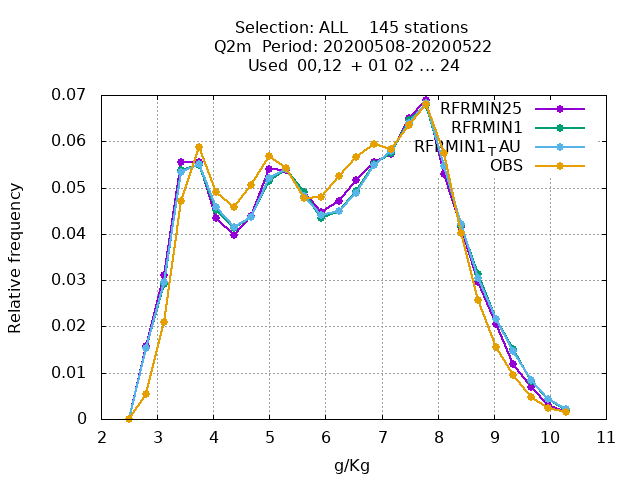 Selection: ALL    145 stations
Q2m  Period: 20200508-20200522
Used  00,12  + 01 02 ... 24
0.07
0.06
0.05
0.04
0.03
0.02
0.01
0
Relative frequency
RFRMIN25
RFRMIN1
RFRMIN1TAU
OBS
2 3 4 5 6 7 8 9 10 11
g/Kg